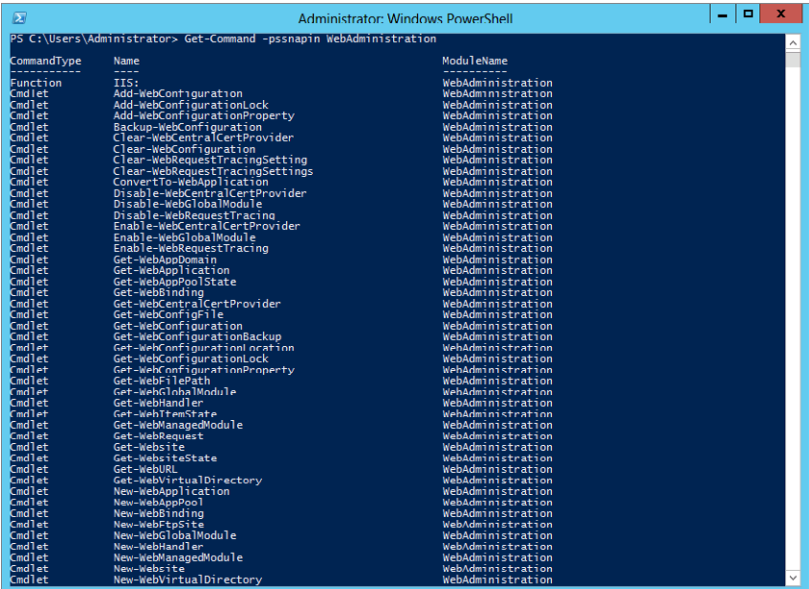 Administrator: Windows PowerShell
PS C:\Users\Administrator> Get-Command -pssnapin WebAdministration
CommandType Name ModuleName
----------- ---- ----------
Function IIS: WebAdministration
Cmdlet Add-WebConfiguration WebAdministration
Cmdlet Add-WebConfigurationLock WebAdministration
Cmdlet Add-WebConfigurationProperty WebAdministration
Cmdlet Backup-WebConfiguration WebAdministration
Cmdlet Clear-WebCentralCertProvider WebAdministration
Cmdlet Clear-WebConfiguration WebAdministration
Cmdlet Clear-WebRequestTracingSetting WebAdministration
Cmdlet Clear-WebRequestTracingSettings WebAdministration
Cmdlet ConvertTo-WebApplication WebAdministration
Cmdlet Disable-WebCentralCertProvider WebAdministration
Cmdlet Disable-WebGlobalModule WebAdministration
Cmdlet Disable-WebRequestTracing WebAdministration
Cmdlet Enable-WebCentralCertProvider WebAdministration
Cmdlet Enable-WebGlobalModule WebAdministration
Cmdlet Enable-WebRequestTracing WebAdministration
Cmdlet Get-WebAppDomain WebAdministration
Cmdlet Get-WebApplication WebAdministration
Cmdlet Get-WebAppPoolState WebAdministration
Cmdlet Get-WebBinding WebAdministration
Cmdlet Get-WebCentralCertProvider WebAdministration
Cmdlet Get-WebConfigFile WebAdministration
Cmdlet Get-WebConfiguration WebAdministration
Cmdlet Get-WebConfigurationBackup WebAdministration
Cmdlet Get-WebConfigurationLocation WebAdministration
Cmdlet Get-WebConfigurationLock WebAdministration
Cmdlet Get-WebConfigurationProperty WebAdministration
Cmdlet Get-WebFilePath WebAdministration
Cmdlet Get-WebGlobalModule WebAdministration
Cmdlet Get-WebHandler WebAdministration
Cmdlet Get-WebItemState WebAdministration
Cmdlet Get-WebManagedModule WebAdministration
Cmdlet Get-WebRequest WebAdministration
Cmdlet Get-Website WebAdministration
Cmdlet Get-WebsiteState WebAdministration
Cmdlet Get-WebURL WebAdministration
Cmdlet Get-WebVirtualDirectory WebAdministration
Cmdlet New-WebApplication WebAdministration
Cmdlet New-WebAppPool WebAdministration
Cmdlet New-WebBinding WebAdministration
Cmdlet New-WebFtpSite WebAdministration
Cmdlet New-WebGlobalModule WebAdministration
Cmdlet New-WebHandler WebAdministration
Cmdlet New-WebManagedModule WebAdministration
Cmdlet New-Website WebAdministration
Cmdlet New-WebVirtualDirectory WebAdministration